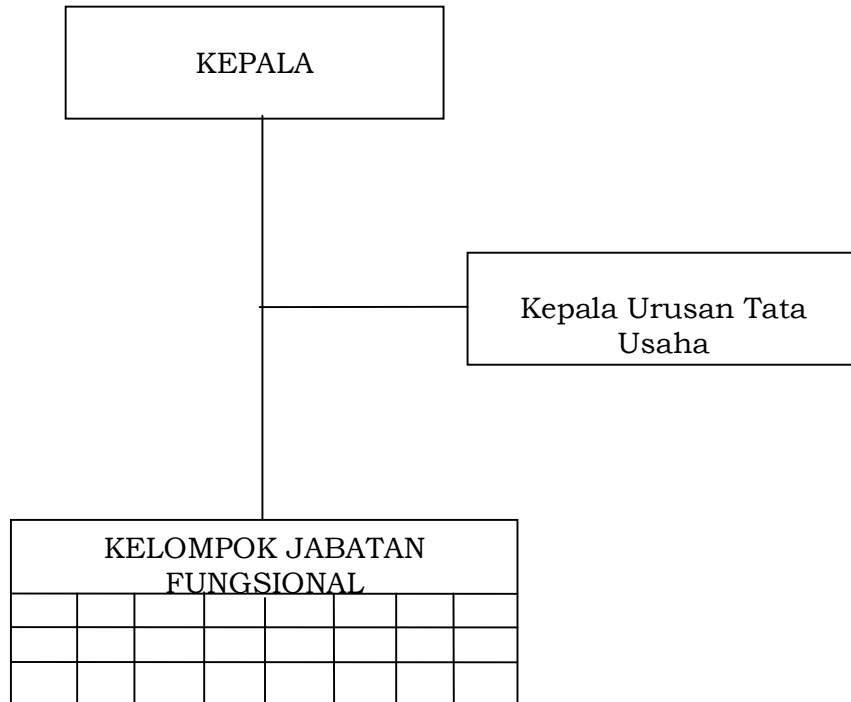 KEPALA
Kepala Urusan Tata
Usaha
KELOMPOK JABATAN
FUNGSIONAL